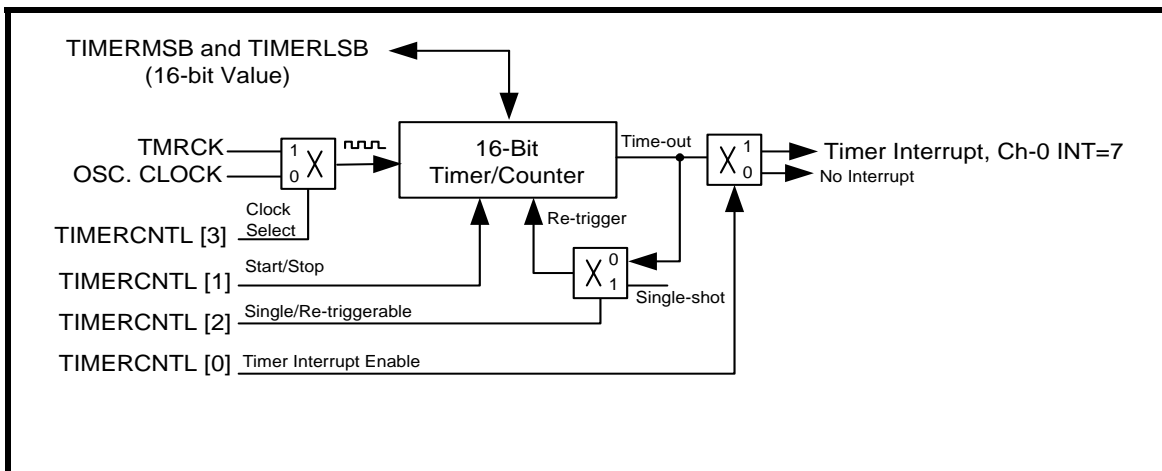 TIMERMSB and TIMERLSB
(16-bit Value)
TMRCK
OSC. CLOCK
1
0
X
Clock
Select
TIMERCNTL [3]
16-Bit
Timer/Counter
Time-out
X
1
0
Timer Interrupt, Ch-0 INT=7
No Interrupt
Re-trigger
X
0
1
Single-shot
TIMERCNTL [1]
Start/Stop
TIMERCNTL [2]
Single/Re-triggerable
TIMERCNTL [0]
Timer Interrupt Enable